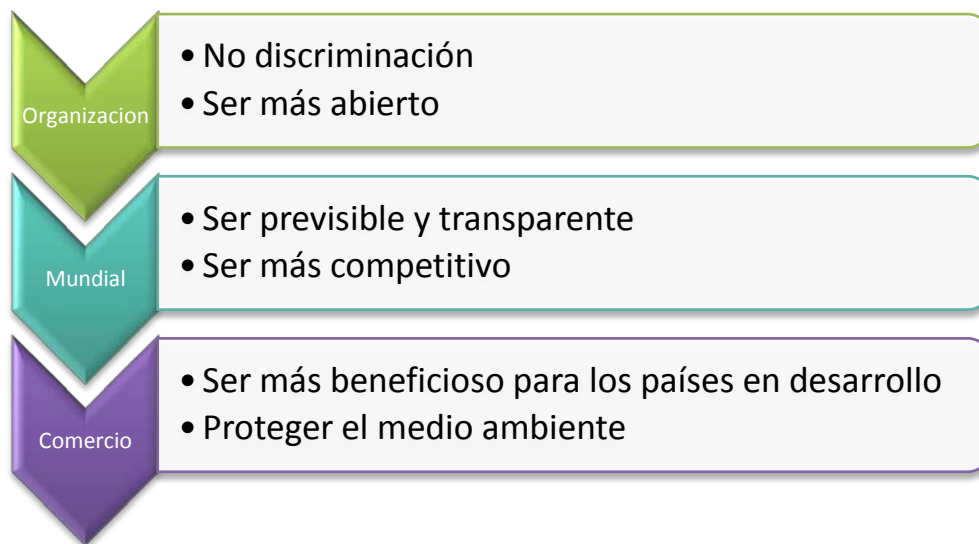 Organizacion
• No discriminación
• Ser más abierto
Mundial
• Ser previsible y transparente
• Ser más competitivo
Comercio
• Ser más beneficioso para los países en desarrollo
• Proteger el medio ambiente